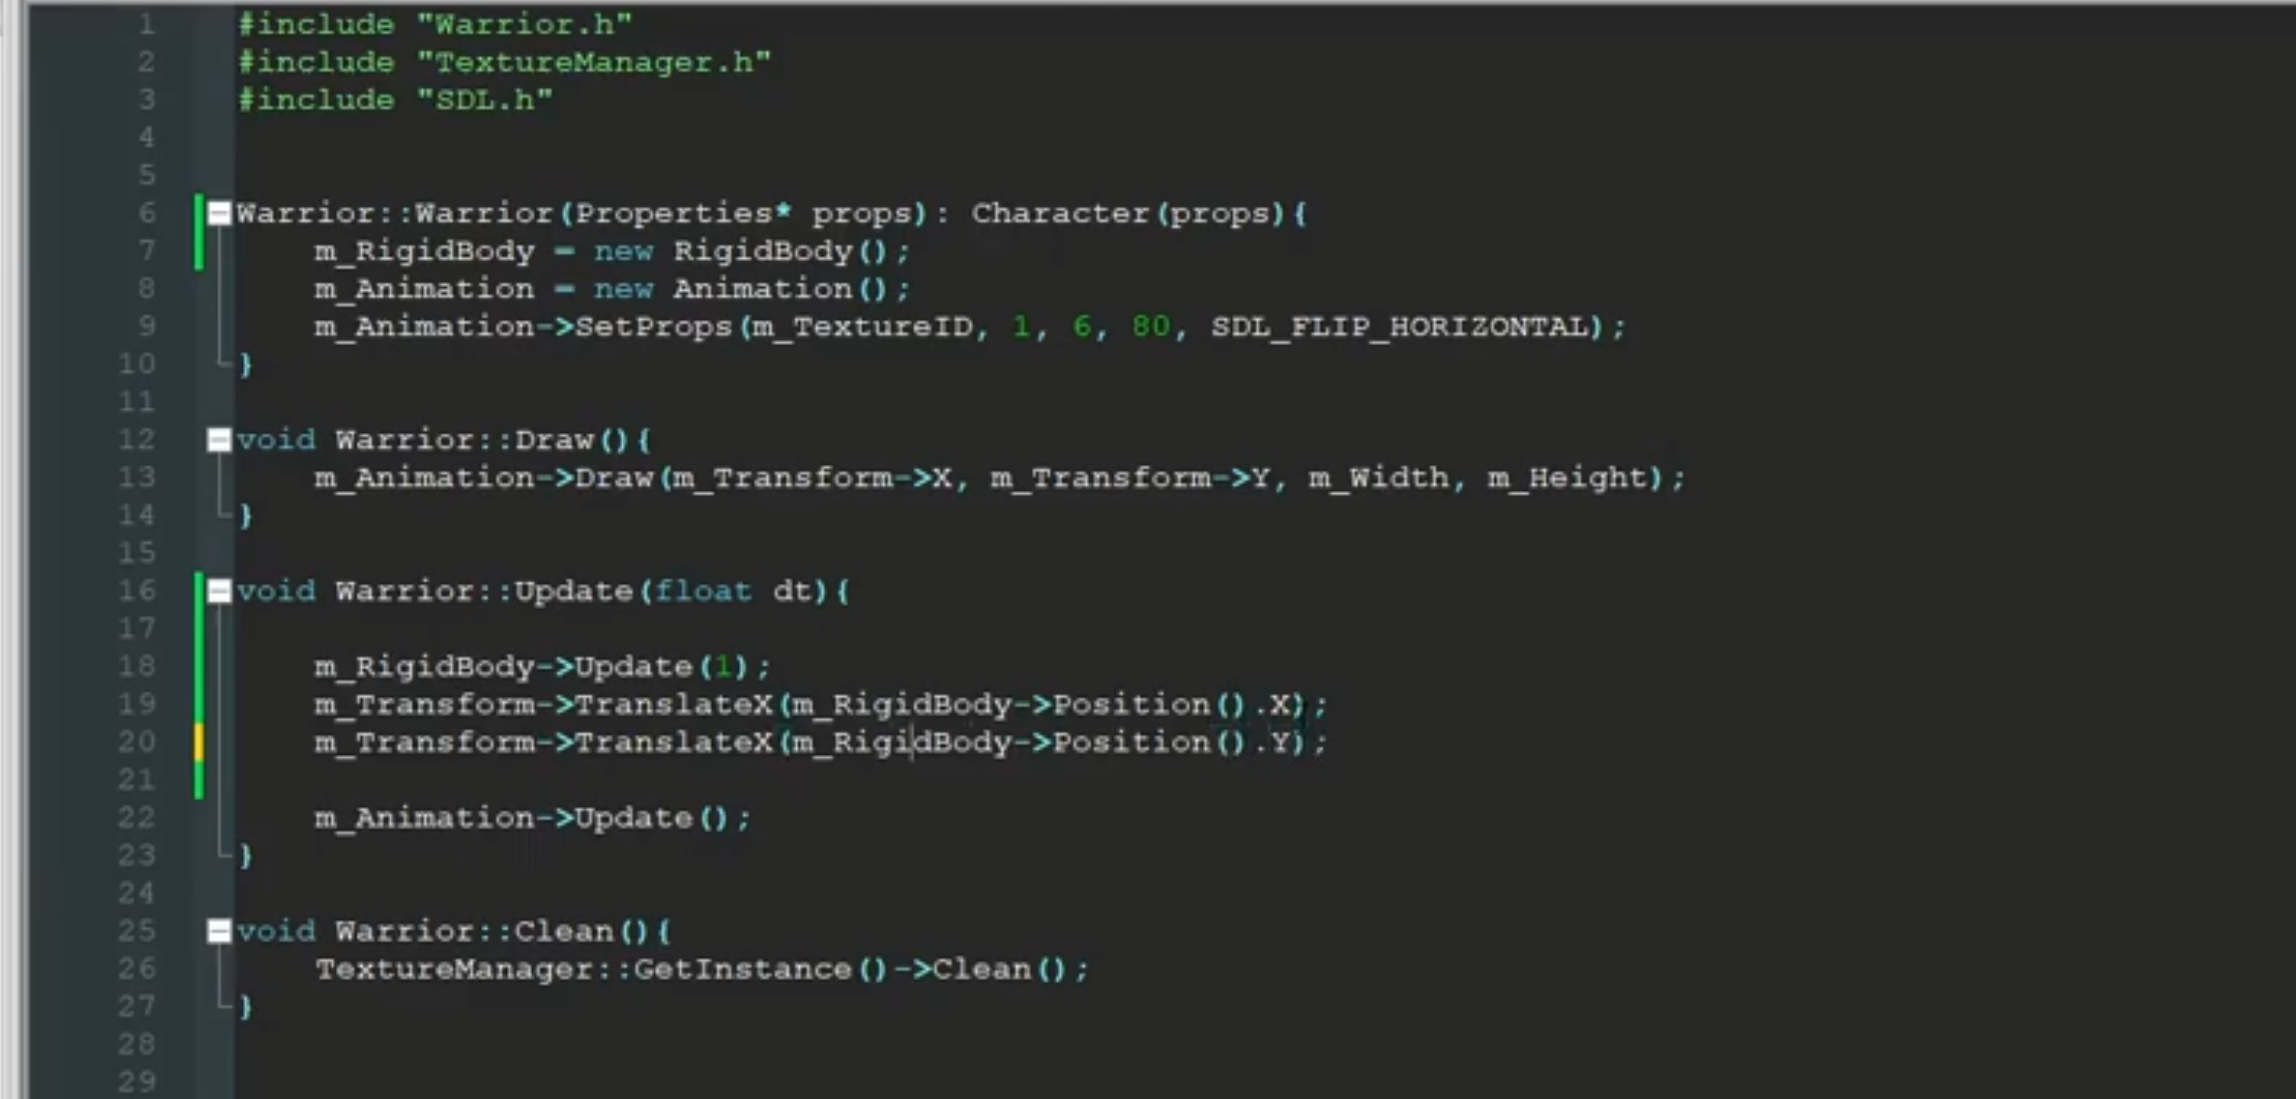 1 #include "Warrior.h"
2 #include "TextureManager.h"
3 #include "SDL.h"
4
5
6 Warrior::Warrior(Properties* props): Character(props){
7     m_RigidBody = new RigidBody();
8     m_Animation = new Animation();
9     m_Animation->SetProps(m_TextureID, 1, 6, 80, SDL_FLIP_HORIZONTAL);
10 }
11
12 void Warrior::Draw(){
13     m_Animation->Draw(m_Transform->X, m_Transform->Y, m_Width, m_Height);
14 }
15
16 void Warrior::Update(float dt){
17
18     m_RigidBody->Update(1);
19     m_Transform->TranslateX(m_RigidBody->Position().X);
20     m_Transform->TranslateX(m_RigidBody->Position().Y);
21
22     m_Animation->Update();
23 }
24
25 void Warrior::Clean(){
26     TextureManager::GetInstance()->Clean();
27 }
28
29